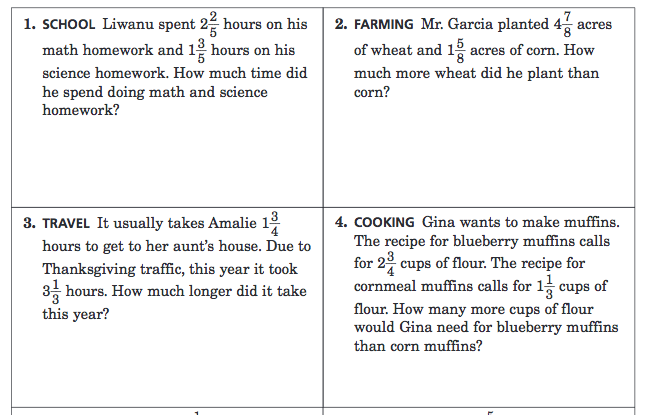 1. SCHOOL Liwanu spent 2 2/5 hours on his
math homework and 1 3/5 hours on his
science homework. How much time did
he spend doing math and science
homework?
2. FARMING Mr. Garcia planted 4 7/8 acres
of wheat and 1 5/8 acres of corn. How
much more wheat did he plant than
corn?
3. TRAVEL It usually takes Amalie 1 3/4
hours to get to her aunt's house. Due to
Thanksgiving traffic, this year it took
3 1/3 hours. How much longer did it take
this year?
4. COOKING Gina wants to make muffins.
The recipe for blueberry muffins calls
for 2 3/4 cups of flour. The recipe for
cornmeal muffins calls for 1 1/3 cups of
flour. How many more cups of flour
would Gina need for blueberry muffins
than corn muffins?